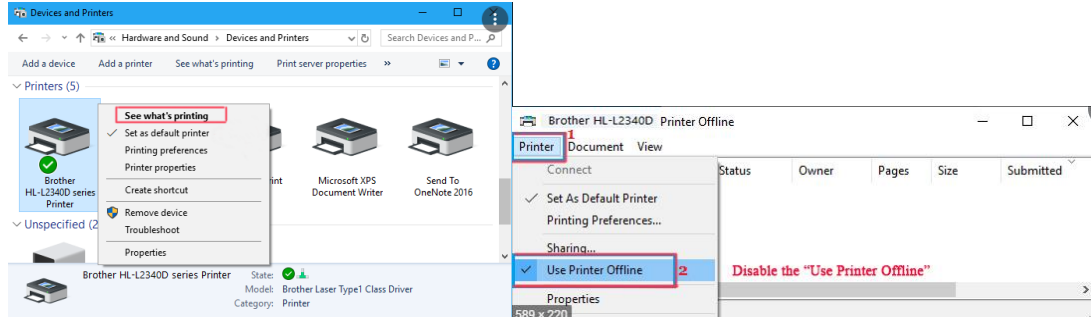 Devices and Printers
« Hardware and Sound > Devices and Printers
Search Devices and P...
Add a device Add a printer See what's printing Print server properties »
Printers (5)
See what's printing
Set as default printer
Printing preferences
Printer properties
Create shortcut
Remove device
Troubleshoot
Properties
Brother
HL-L2340D series
Printer
Microsoft XPS
Document Writer
Send To
OneNote 2016
Unspecified (2
Brother HL-L2340D series Printer State:
Model: Brother Laser Type1 Class Driver
Category: Printer
Brother HL-L2340D Printer Offline
1
Printer Document View
Connect
Set As Default Printer
Printing Preferences...
Sharing...
Use Printer Offline 2
Properties
Status Owner Pages Size Submitted
Disable the “Use Printer Offline”
589 x 220